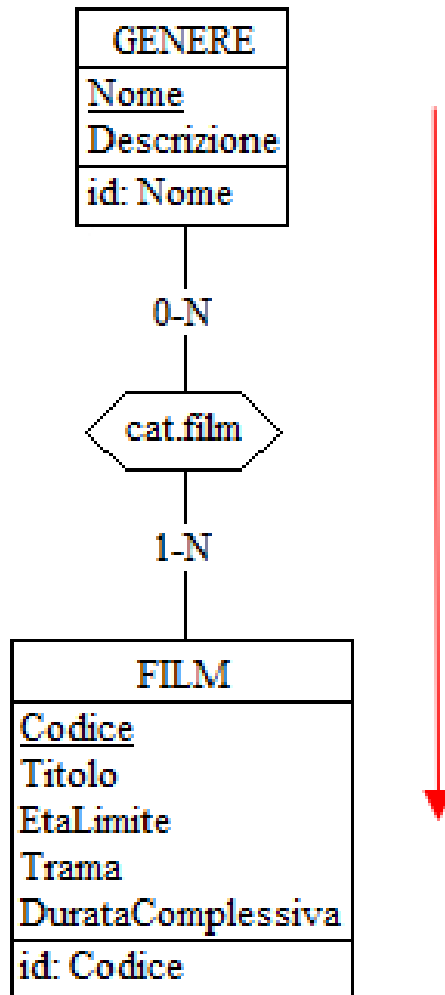 GENERE
Nome
Descrizione
id: Nome
0-N
cat.film
1-N
FILM
Codice
Titolo
EtaLimite
Trama
DurataComplessiva
id: Codice